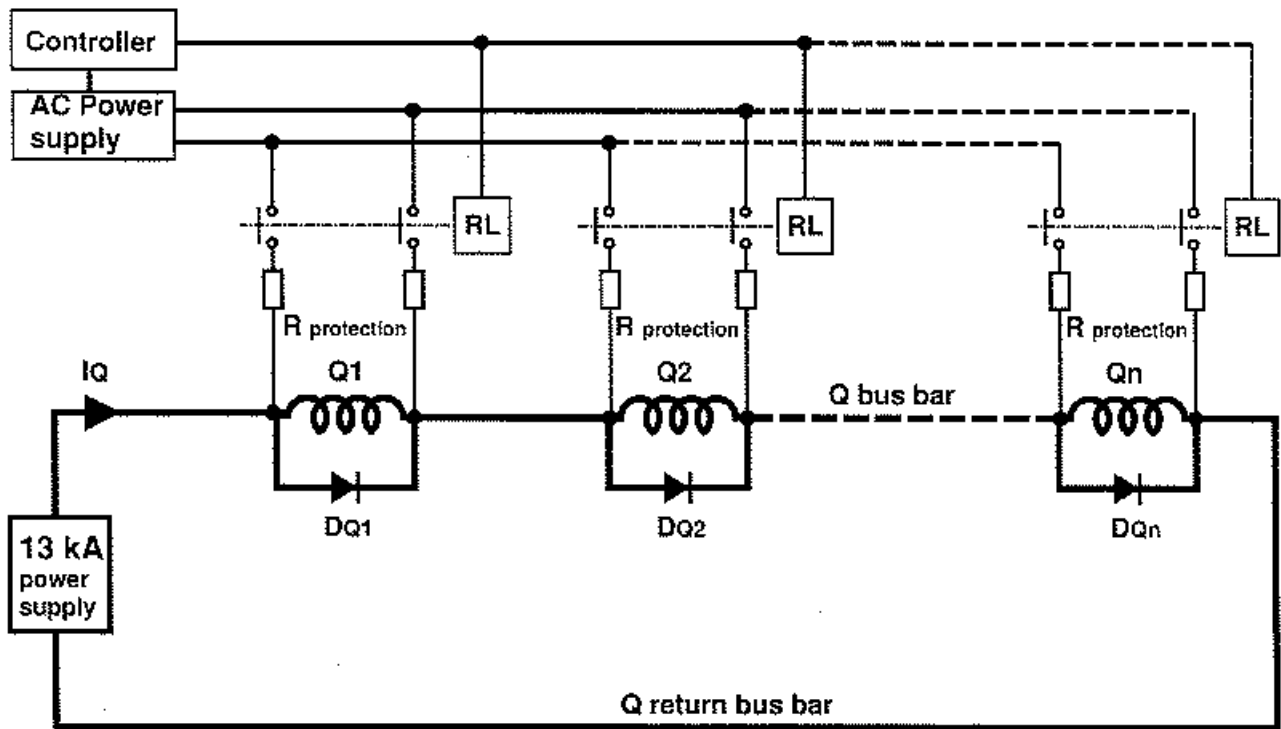 Controller
AC Power
supply
RL
RL
RL
R protection
R protection
R protection
IQ
Q1
Q2
Q bus bar
Qn
DQ1
DQ2
DQn
13 kA
power
supply
Q return bus bar